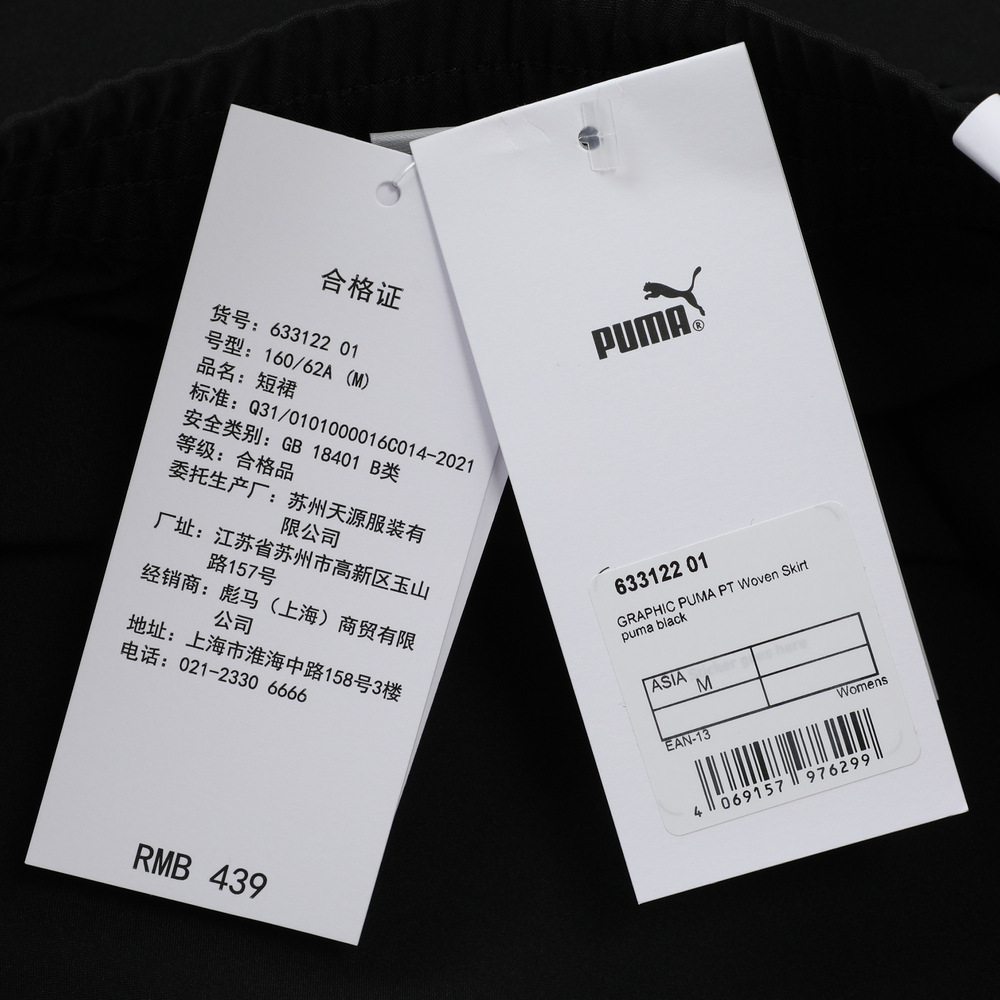 合格证
货号：633122 01
号型：160/62A (M)
品名：短裙
标准：Q31/0101000016C014-2021
安全类别：GB 18401 B类
等级：合格品
委托生产厂：苏州天源服装有
限公司
厂址：江苏省苏州市高新区玉山
路157号
经销商：彪马（上海）商贸有限
公司
地址：上海市淮海中路158号3楼
电话：021-2330 6666
RMB 439
PUMA®
633122 01
GRAPHIC PUMA PT Woven Skirt
puma black
ASIA M
Womens
EAN-13
4 069157 976299